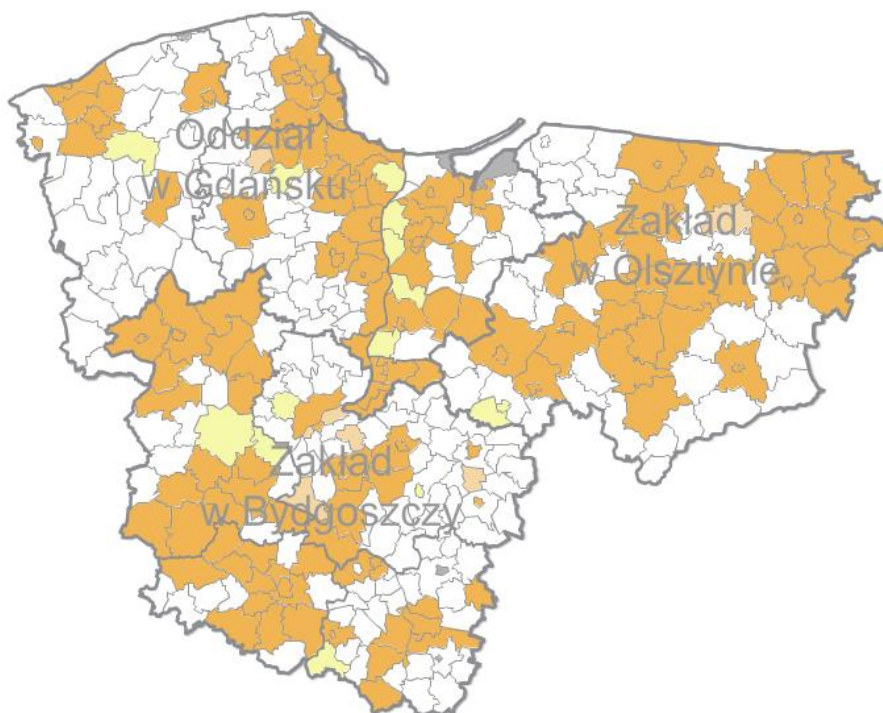 Oddział
w Gdańsku
Zakład
w Olsztynie
Zakład
w Bydgoszczy